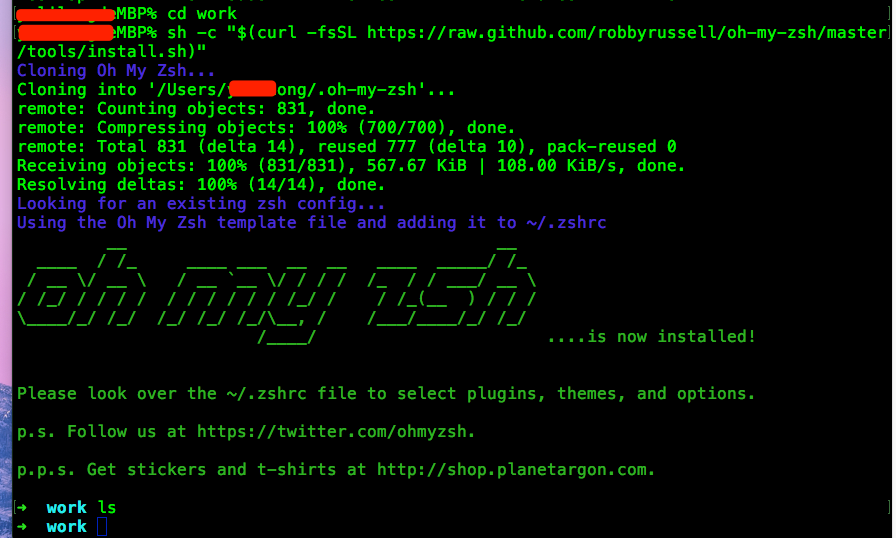 eMBP% cd work
eMBP% sh -c "$(curl -fsSL https://raw.github.com/robbyrussell/oh-my-zsh/master
/tools/install.sh)"
Cloning Oh My Zsh...
Cloning into '/Users/y ong/.oh-my-zsh'...
remote: Counting objects: 831, done.
remote: Compressing objects: 100% (700/700), done.
remote: Total 831 (delta 14), reused 777 (delta 10), pack-reused 0
Receiving objects: 100% (831/831), 567.67 KiB | 108.00 KiB/s, done.
Resolving deltas: 100% (14/14), done.
Looking for an existing zsh config...
Using the Oh My Zsh template file and adding it to ~/.zshrc
oh my zsh
....is now installed!
Please look over the ~/.zshrc file to select plugins, themes, and options.
p.s. Follow us at https://twitter.com/ohmyzsh.
p.p.s. Get stickers and t-shirts at http://shop.planetargon.com.
→ work ls
→ work